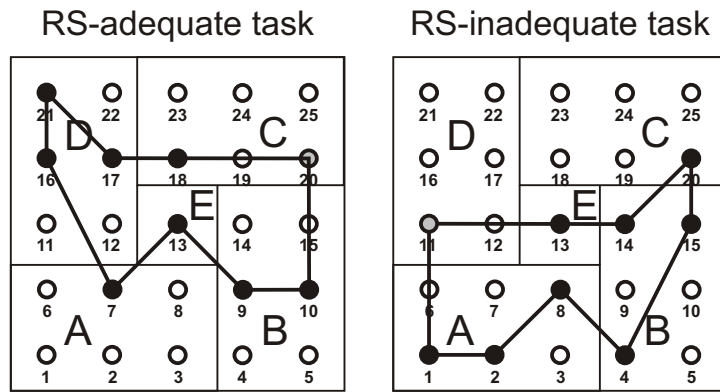 RS-adequate task
21 22 23 24 25
D C
16 17 18 19 20
E
11 12 13 14 15
6 7 8 9 10
A B
1 2 3 4 5
RS-inadequate task
21 22 23 24 25
D C
16 17 18 19 20
E
11 12 13 14 15
6 7 8 9 10
A B
1 2 3 4 5